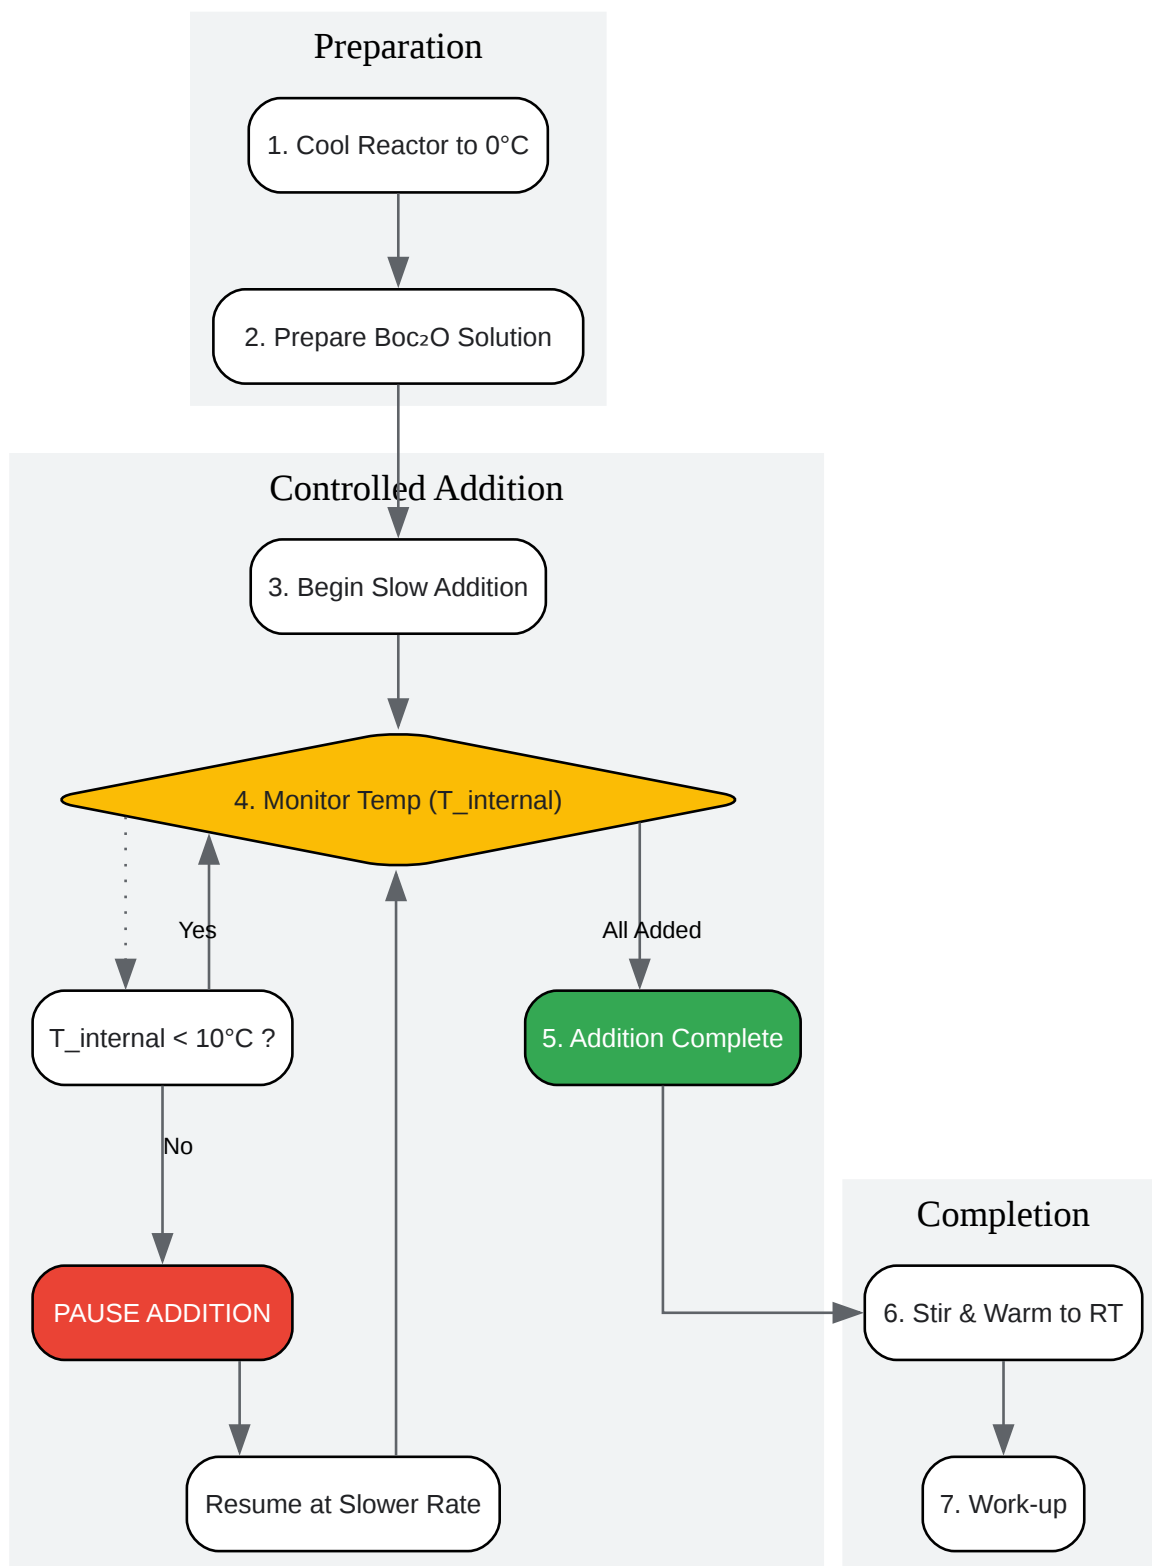 Preparation
1. Cool Reactor to 0°C
2. Prepare Boc₂O Solution
Controlled Addition
3. Begin Slow Addition
4. Monitor Temp (T_internal)
Yes
All Added
T_internal < 10°C ?
5. Addition Complete
No
PAUSE ADDITION
Resume at Slower Rate
Completion
6. Stir & Warm to RT
7. Work-up